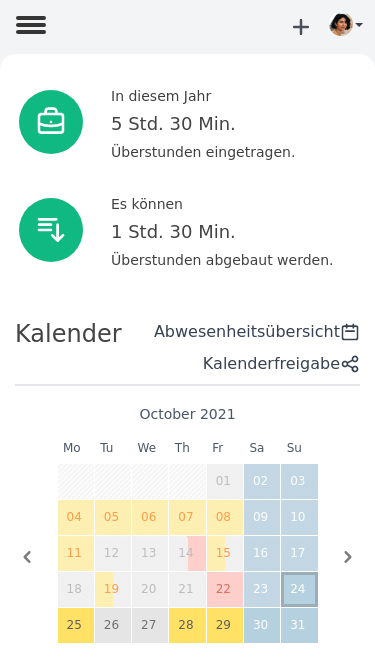 In diesem Jahr
5 Std. 30 Min.
Überstunden eingetragen.
Es können
1 Std. 30 Min.
Überstunden abgebaut werden.
Kalender
Abwesenheitsübersicht
Kalenderfreigabe
October 2021
Mo Tu We Th Fr Sa Su
01 02 03
04 05 06 07 08 09 10
11 12 13 14 15 16 17
18 19 20 21 22 23 24
25 26 27 28 29 30 31